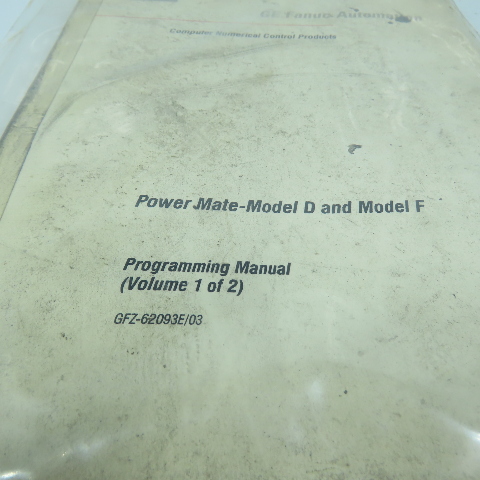 GE Fanuc Automation
Computer Numerical Control Products
Power Mate-Model D and Model F
Programming Manual
(Volume 1 of 2)
GFZ-62093E/03